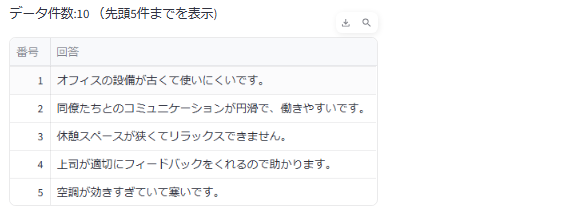 データ件数:10 （先頭5件までを表示)
番号 回答
1 オフィスの設備が古くて使いにくいです。
2 同僚たちとのコミュニケーションが円滑で、働きやすいです。
3 休憩スペースが狭くてリラックスできません。
4 上司が適切にフィードバックをくれるので助かります。
5 空調が効きすぎていて寒いです。